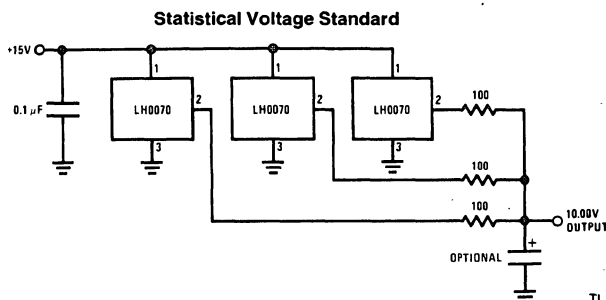 Statistical Voltage Standard
+15V
1
1
1
0.1 µF
LH0070
2
LH0070
2
LH0070
2
100
3
3
3
100
100
10.00V
OUTPUT
OPTIONAL
+
TL